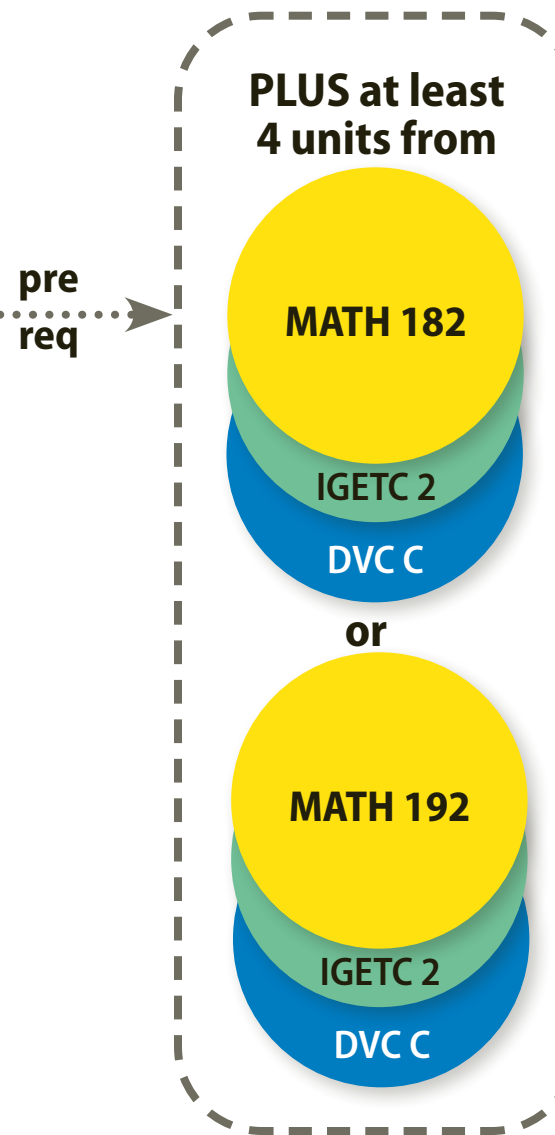 PLUS at least
4 units from
pre
req
MATH 182
IGETC 2
DVC C
or
MATH 192
IGETC 2
DVC C